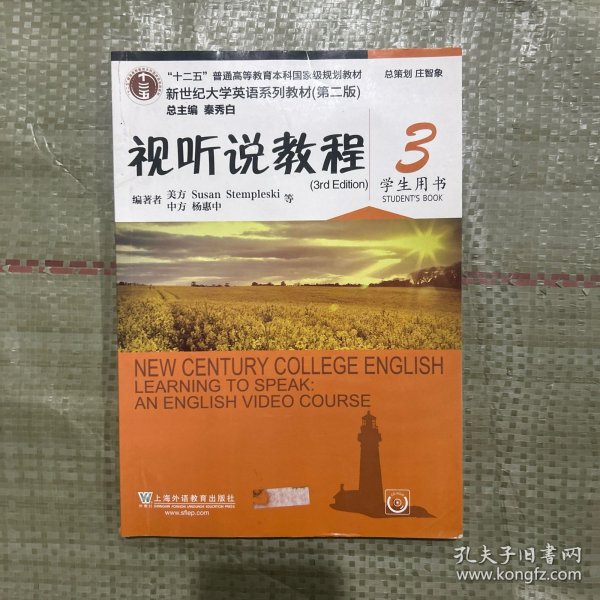 "十二五"普通高等教育本科国家级规划教材
总策划 庄智象
新世纪大学英语系列教材(第二版)
总主编 秦秀白
视听说教程
(3rd Edition)
3
学生用书
STUDENT'S BOOK
编著者 美方 Susan Stempleski 等
中方 杨惠中
NEW CENTURY COLLEGE ENGLISH
LEARNING TO SPEAK:
AN ENGLISH VIDEO COURSE
上海外语教育出版社
SHANGHAI FOREIGN LANGUAGE EDUCATION PRESS
www.sflep.com
孔夫子旧书网
www.kongfz.com